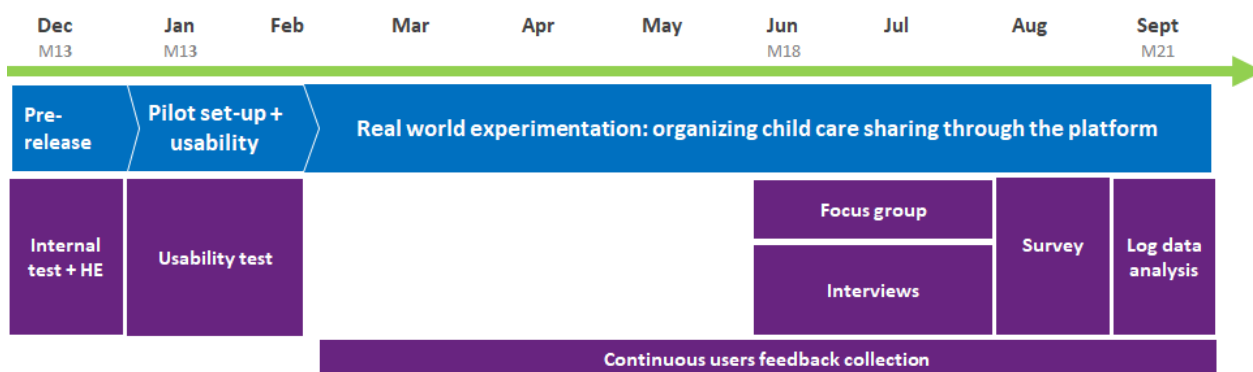 Dec Jan Feb Mar Apr May Jun Jul Aug Sept
M13 M13 M18 M21
Pre-
release
Pilot set-up +
usability
Real world experimentation: organizing child care sharing through the platform
Internal
test + HE
Usability test
Focus group
Interviews
Survey
Log data
analysis
Continuous users feedback collection